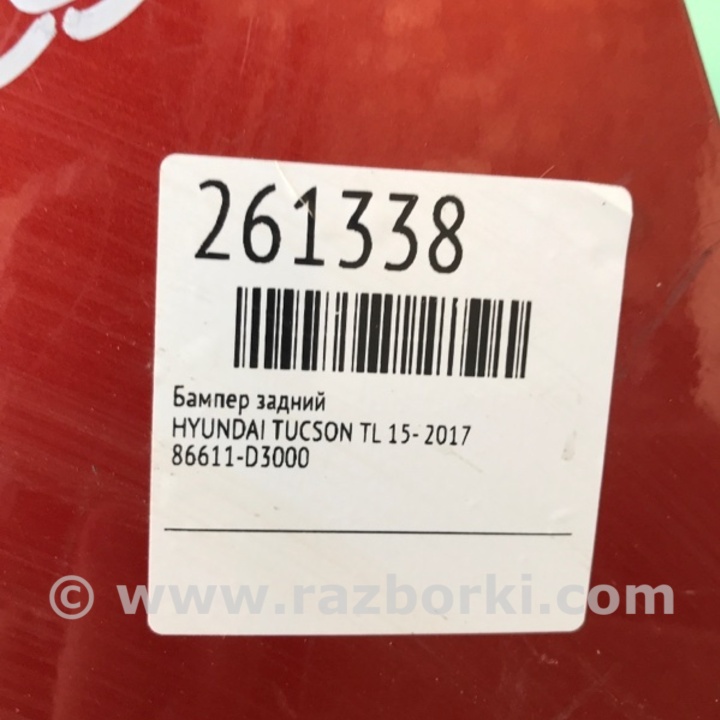 261338
Бампер задний
HYUNDAI TUCSON TL 15- 2017
86611-D3000
© www.razborki.com